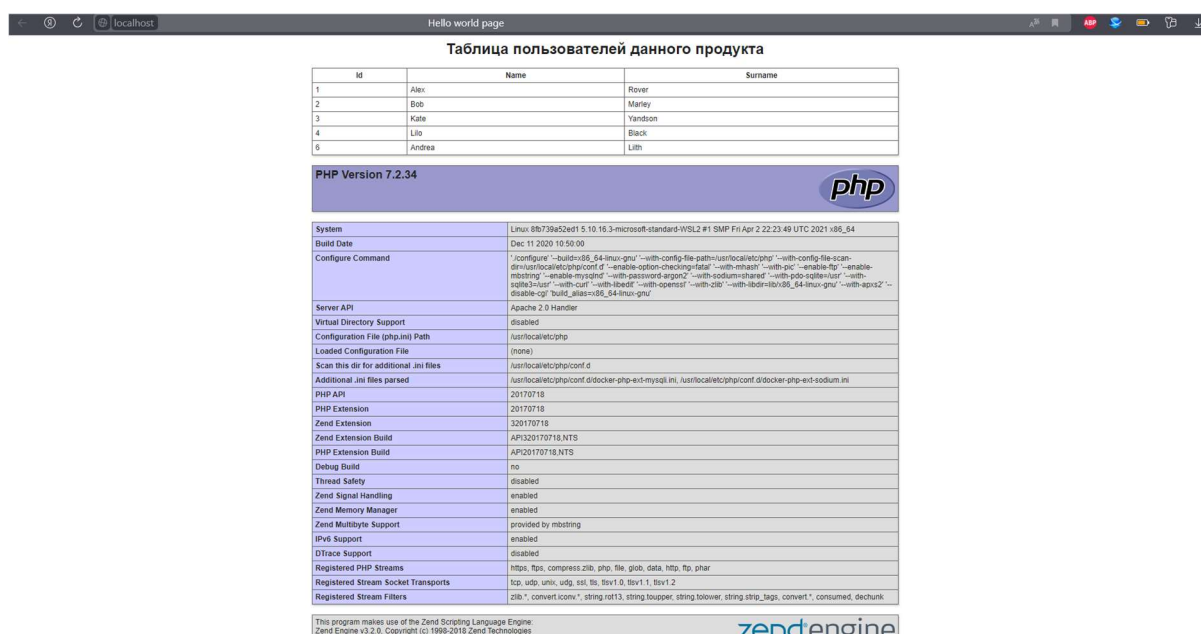 localhost Hello world page ABP
Таблица пользователей данного продукта
Id Name Surname
1 Alex Rover
2 Bob Marley
3 Kate Yandson
4 Lilo Black
6 Andrea Lith
PHP Version 7.2.34
php
System Linux 8fb739a52ed1 5.10.16.3-microsoft-standard-WSL2 #1 SMP Fri Apr 2 22:23:49 UTC 2021 x86_64
Build Date Dec 11 2020 10:50:00
Configure Command './configure' '--build=x86_64-linux-gnu' '--with-config-file-path=/usr/local/etc/php' '--with-config-file-scan-
dir=/usr/local/etc/php/conf.d' '--enable-option-checking=fatal' '--with-mhash' '--with-pic' '--enable-ftp' '--enable-
mbstring' '--enable-mysqlnd' '--with-password-argon2' '--with-sodium=shared' '--with-pdo-sqlite=/usr' '--with-
sqlite3=/usr' '--with-curl' '--with-libedit' '--with-openssl' '--with-zlib' '--with-libdir=lib/x86_64-linux-gnu' '--with-apxs2' '--
disable-cgi' 'build_alias=x86_64-linux-gnu'
Server API Apache 2.0 Handler
Virtual Directory Support disabled
Configuration File (php.ini) Path /usr/local/etc/php
Loaded Configuration File (none)
Scan this dir for additional .ini files /usr/local/etc/php/conf.d
Additional .ini files parsed /usr/local/etc/php/conf.d/docker-php-ext-mysqli.ini, /usr/local/etc/php/conf.d/docker-php-ext-sodium.ini
PHP API 20170718
PHP Extension 20170718
Zend Extension 320170718
Zend Extension Build API320170718,NTS
PHP Extension Build API20170718,NTS
Debug Build no
Thread Safety disabled
Zend Signal Handling enabled
Zend Memory Manager enabled
Zend Multibyte Support provided by mbstring
IPv6 Support enabled
DTrace Support disabled
Registered PHP Streams https, ftps, compress.zlib, php, file, glob, data, http, ftp, phar
Registered Stream Socket Transports tcp, udp, unix, udg, ssl, tls, tlsv1.0, tlsv1.1, tlsv1.2
Registered Stream Filters zlib.*, convert.iconv.*, string.rot13, string.toupper, string.tolower, string.strip_tags, convert.*, consumed, dechunk
This program makes use of the Zend Scripting Language Engine:
Zend Engine v3.2.0, Copyright (c) 1998-2018 Zend Technologies
zend engine